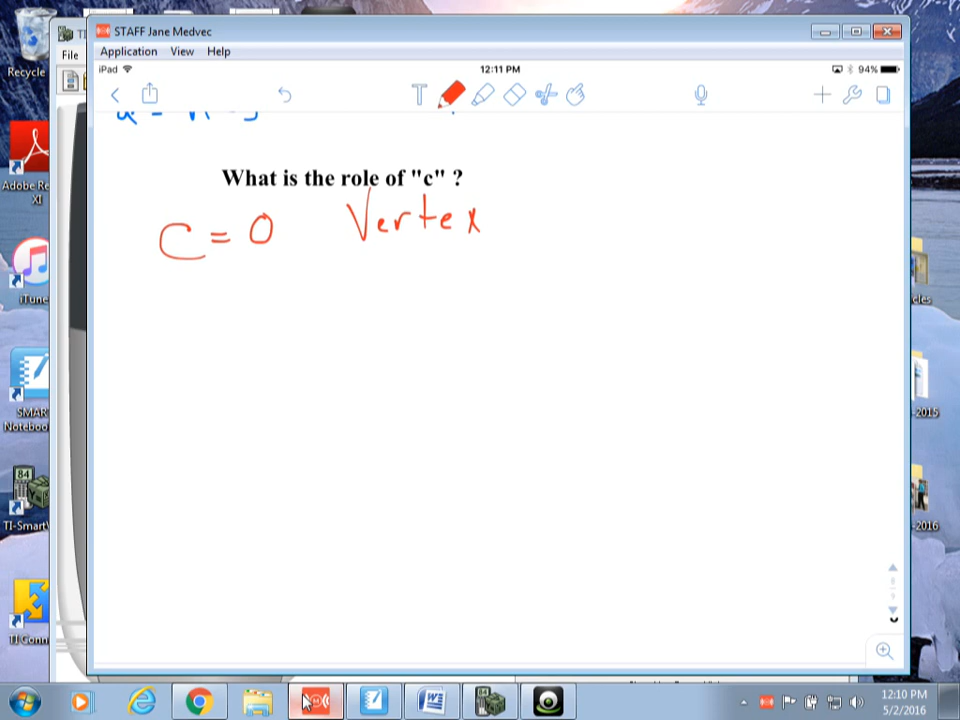 STAFF Jane Medvec
File
Application View Help
Recycle
iPad 12:11 PM 94%
T
What is the role of "c" ?
C = 0 Vertex
Adobe Re
XI
iTune
SMAR
Noteboo
84
TI-Smart
TI Conn
cles
-2015
-2016
12:10 PM
5/2/2016